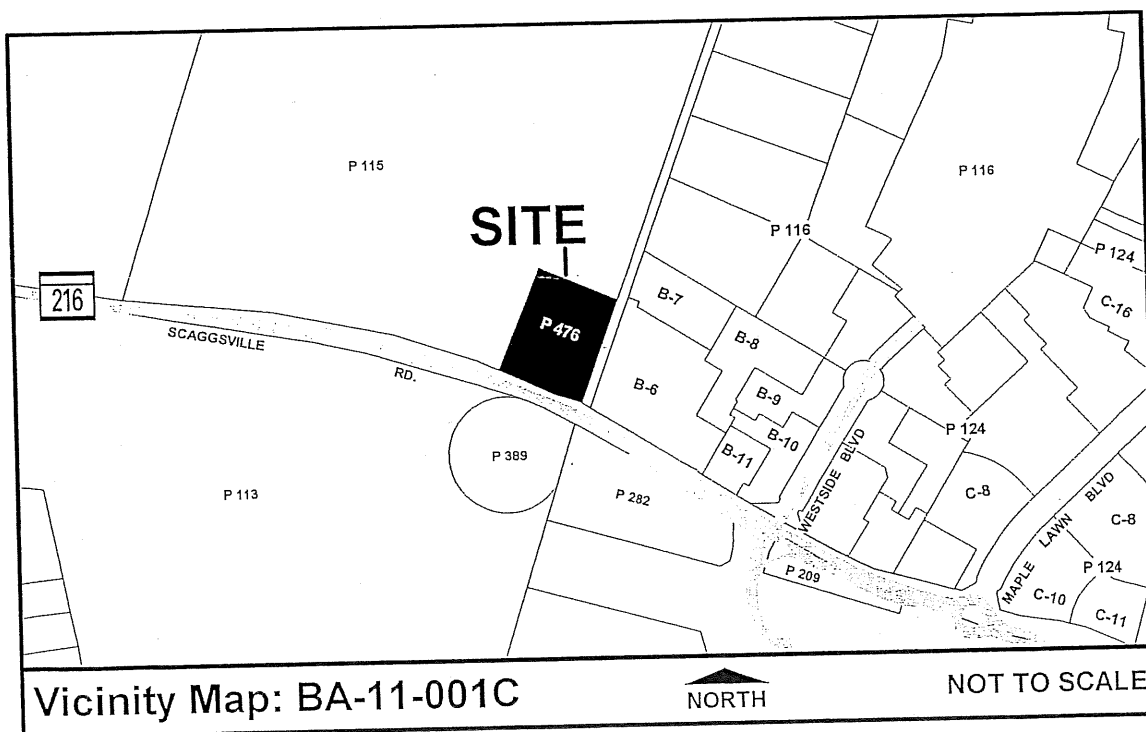 P 115
P 116
SITE
P 116
P 124
216
B-7
C-16
P 476
SCAGGSVILLE
RD.
B-8
B-6
B-9
B-10
P 124
B-11
WESTSIDE BLVD
P 389
P 113
P 282
C-8
MAPLE LAWN BLVD
C-8
P 209
P 124
C-10
C-11
Vicinity Map: BA-11-001C
NORTH
NOT TO SCALE